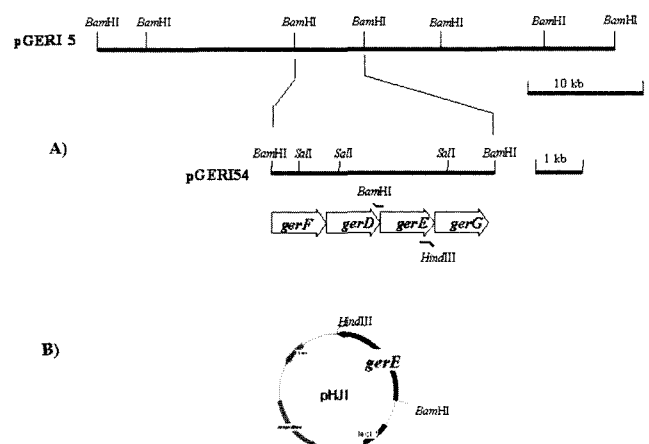 BamHI BamHI BamHI BamHI BamHI BamHI BamHI
pGERI 5
10 kb
A)
BamHI SalI SalI SalI BamHI
pGERI54
1 kb
BamHI
gerF gerD gerE gerG
HindIII
B)
HindIII
gerE
pHJI
BamHI